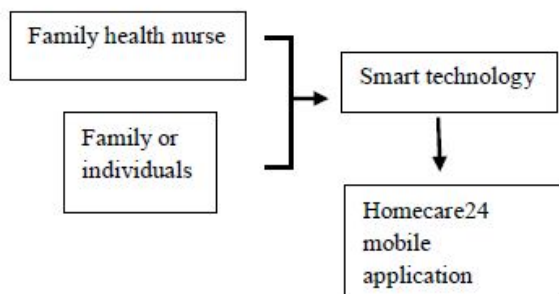 Family health nurse
Smart technology
Family or
individuals
Homecare24
mobile
application